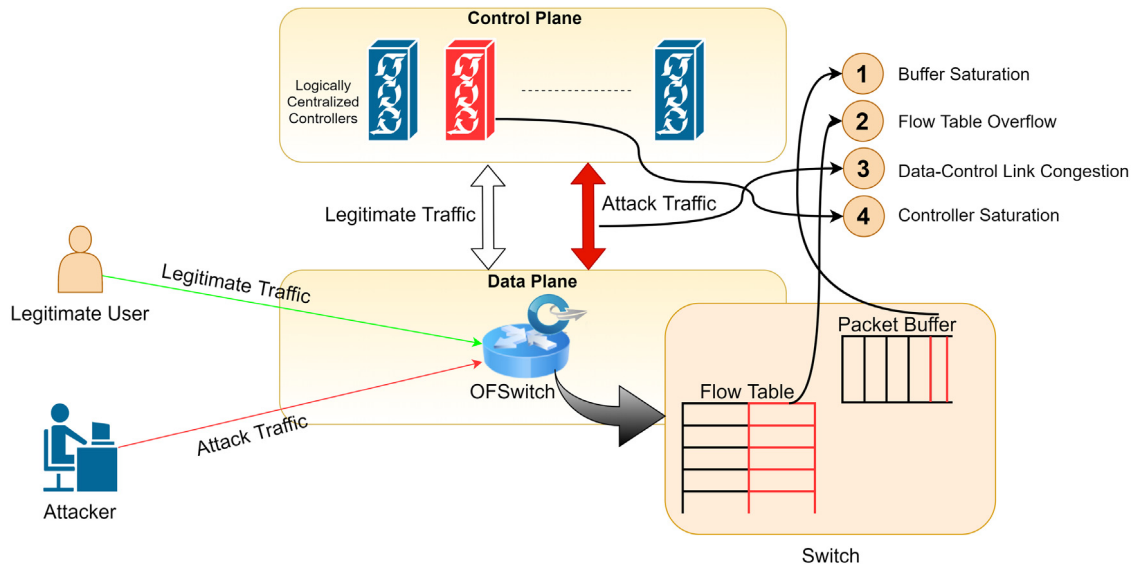 Control Plane
Logically
Centralized
Controllers
1 Buffer Saturation
2 Flow Table Overflow
3 Data-Control Link Congestion
4 Controller Saturation
Legitimate Traffic
Attack Traffic
Legitimate User
Legitimate Traffic
Data Plane
OFSwitch
Attack Traffic
Attacker
Packet Buffer
Flow Table
Switch